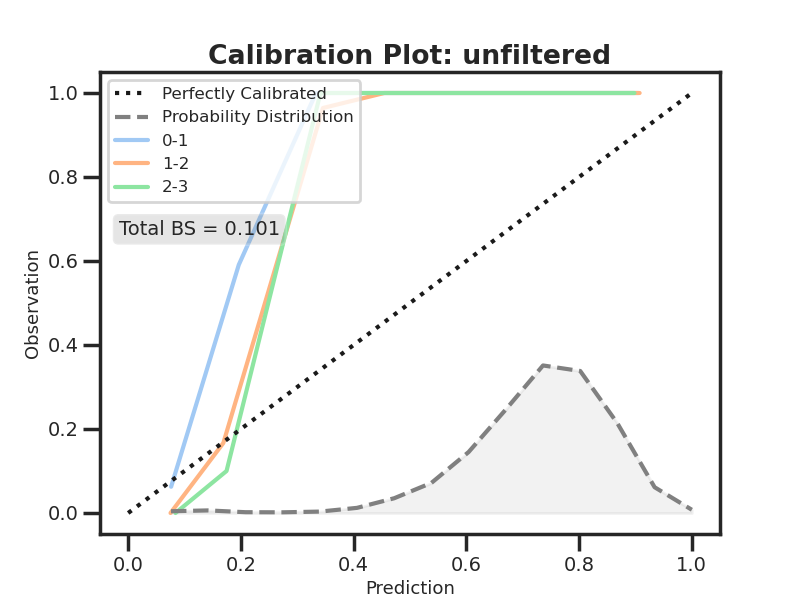 Calibration Plot: unfiltered
Perfectly Calibrated
Probability Distribution
0-1
1-2
2-3
Total BS = 0.101
Observation
1.0
0.8
0.6
0.4
0.2
0.0
0.0 0.2 0.4 0.6 0.8 1.0
Prediction